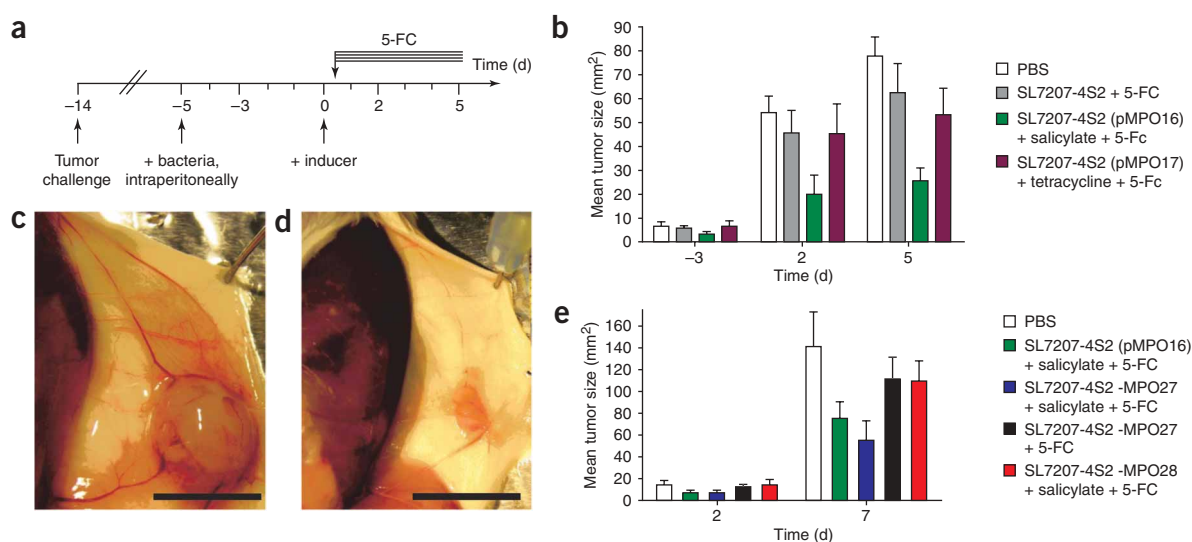 a
5-FC
Time (d)
–14
–5
–3
0
2
5
Tumor
challenge
+ bacteria,
intraperitoneally
+ inducer
b
Mean tumor size (mm²)
90
80
70
60
50
40
30
20
10
0
–3
2
5
Time (d)
PBS
SL7207-4S2 + 5-FC
SL7207-4S2 (pMPO16)
+ salicylate + 5-Fc
SL7207-4S2 (pMPO17)
+ tetracycline + 5-Fc
c
d
e
Mean tumor size (mm²)
160
140
120
100
80
60
40
20
0
2
7
Time (d)
PBS
SL7207-4S2 (pMPO16)
+ salicylate + 5-FC
SL7207-4S2 -MPO27
+ salicylate + 5-FC
SL7207-4S2 -MPO27
+ 5-FC
SL7207-4S2 -MPO28
+ salicylate + 5-FC